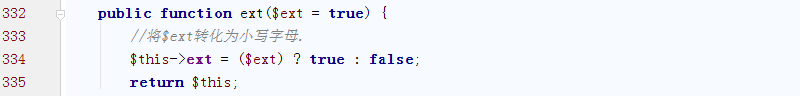 332 public function ext($ext = true) {
333 //将$ext转化为小写字母.
334 $this->ext = ($ext) ? true : false;
335 return $this;